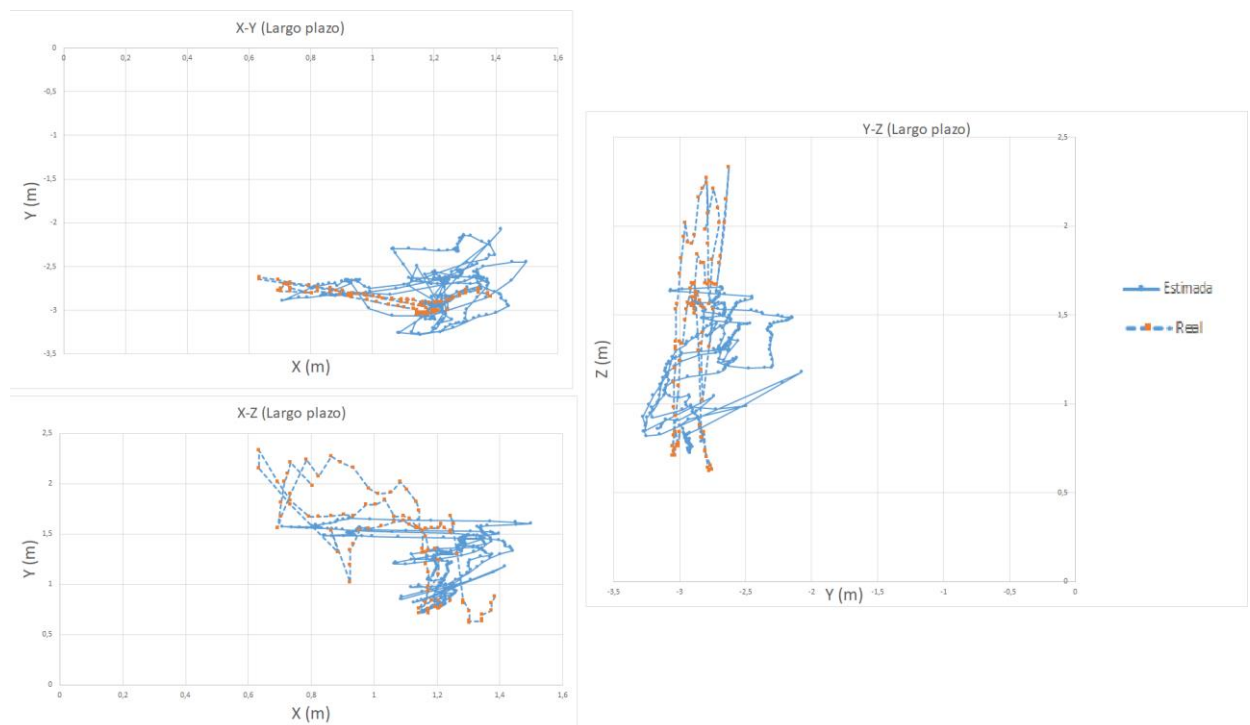 X-Y (Largo plazo)
0
0 0,2 0,4 0,6 0,8 1 1,2 1,4 1,6
-0,5
-1
-1,5
-2
-2,5
-3
-3,5
Y (m)
X (m)
X-Z (Largo plazo)
2,5
2
1,5
1
0,5
0
0 0,2 0,4 0,6 0,8 1 1,2 1,4 1,6
Y (m)
X (m)
Y-Z (Largo plazo)
2,5
2
1,5
1
0,5
0
-3,5 -3 -2,5 -2 -1,5 -1 -0,5 0
Z (m)
Y (m)
Estimada
Real